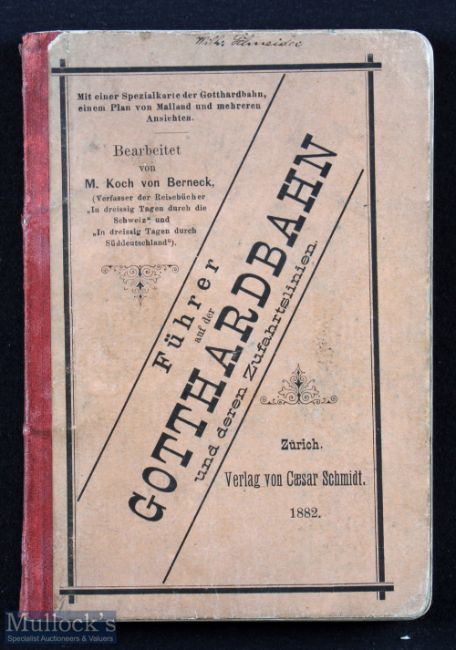 Wilh. Schneider
Mit einer Spezialkarte der Gotthardbahn,
einem Plan von Mailand und mehreren
Ansichten.
Bearbeitet
von
M. Koch von Berneck,
(Verfasser der Reisebücher
„In dreissig Tagen durch die
Schweiz“ und
„In dreissig Tagen durch
Süddeutschland“).
Führer
auf der
GOTTHARDBAHN
und deren Zufahrtslinien.
Zürich.
Verlag von Cæsar Schmidt.
1882.
Mullock's
Specialist Auctioneers & Valuers